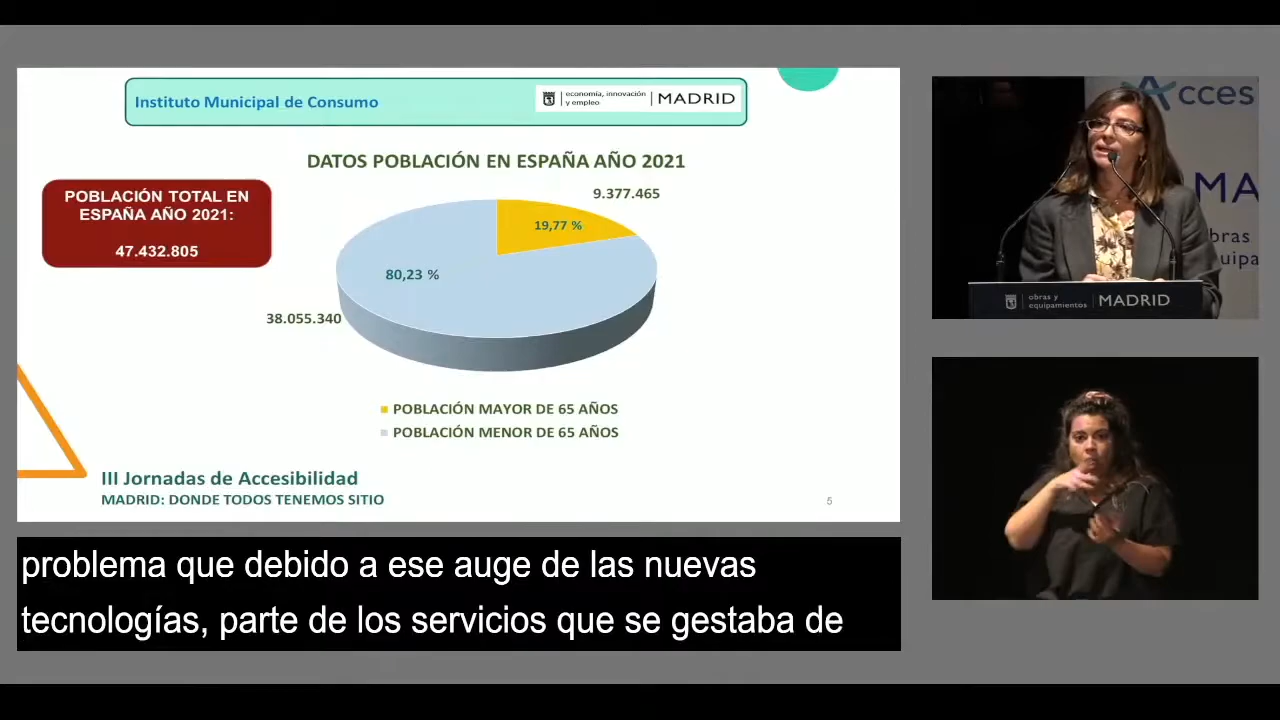 Instituto Municipal de Consumo
economía, innovación
y empleo
MADRID
DATOS POBLACIÓN EN ESPAÑA AÑO 2021
POBLACIÓN TOTAL EN
ESPAÑA AÑO 2021:
47.432.805
9.377.465
19,77 %
80,23 %
38.055.340
POBLACIÓN MAYOR DE 65 AÑOS
POBLACIÓN MENOR DE 65 AÑOS
III Jornadas de Accesibilidad
MADRID: DONDE TODOS TENEMOS SITIO
5
Acces
MA
bras
quipa
obras y
equipamientos
MADRID
problema que debido a ese auge de las nuevas
tecnologías, parte de los servicios que se gestaba de